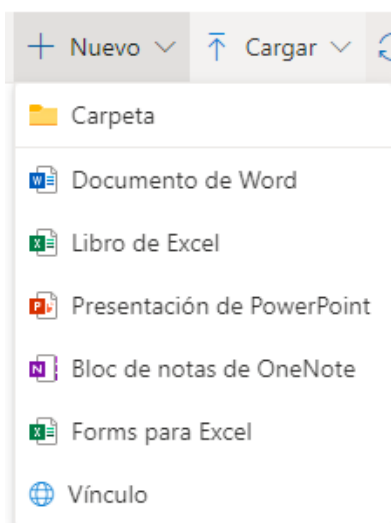 Nuevo Cargar
Carpeta
Documento de Word
Libro de Excel
Presentación de PowerPoint
Bloc de notas de OneNote
Forms para Excel
Vínculo